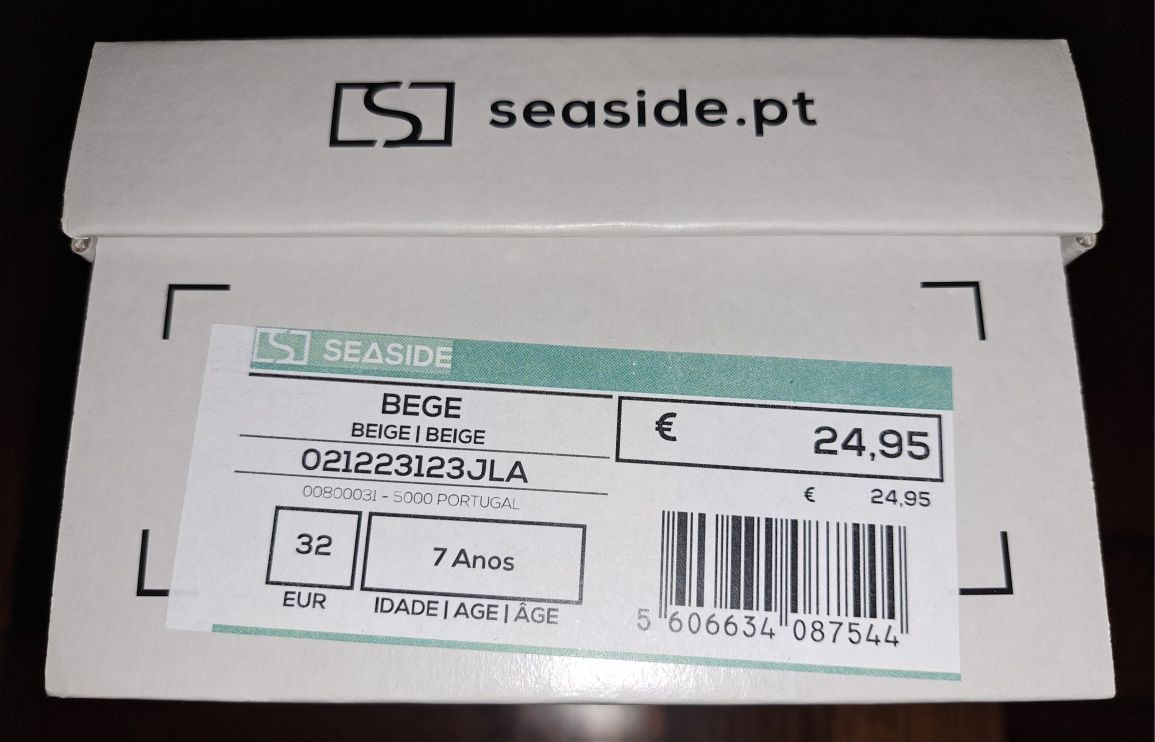 seaside.pt
SEASIDE
BEGE
BEIGE | BEIGE
021223123JLA
00800031 - 5000 PORTUGAL
32
EUR
7 Anos
IDADE | AGE | ÂGE
€ 24,95
€ 24,95
5 606634 087544